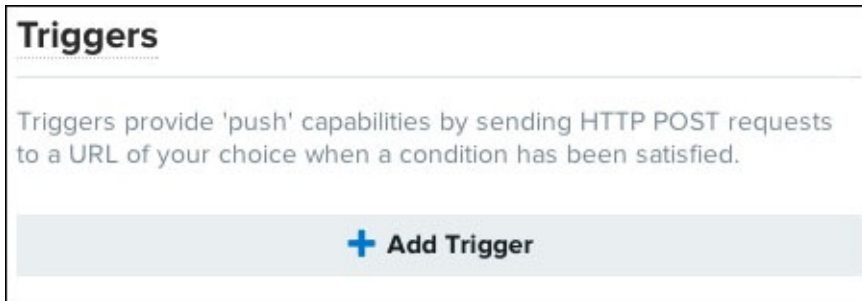 Triggers
Triggers provide 'push' capabilities by sending HTTP POST requests
to a URL of your choice when a condition has been satisfied.
Add Trigger